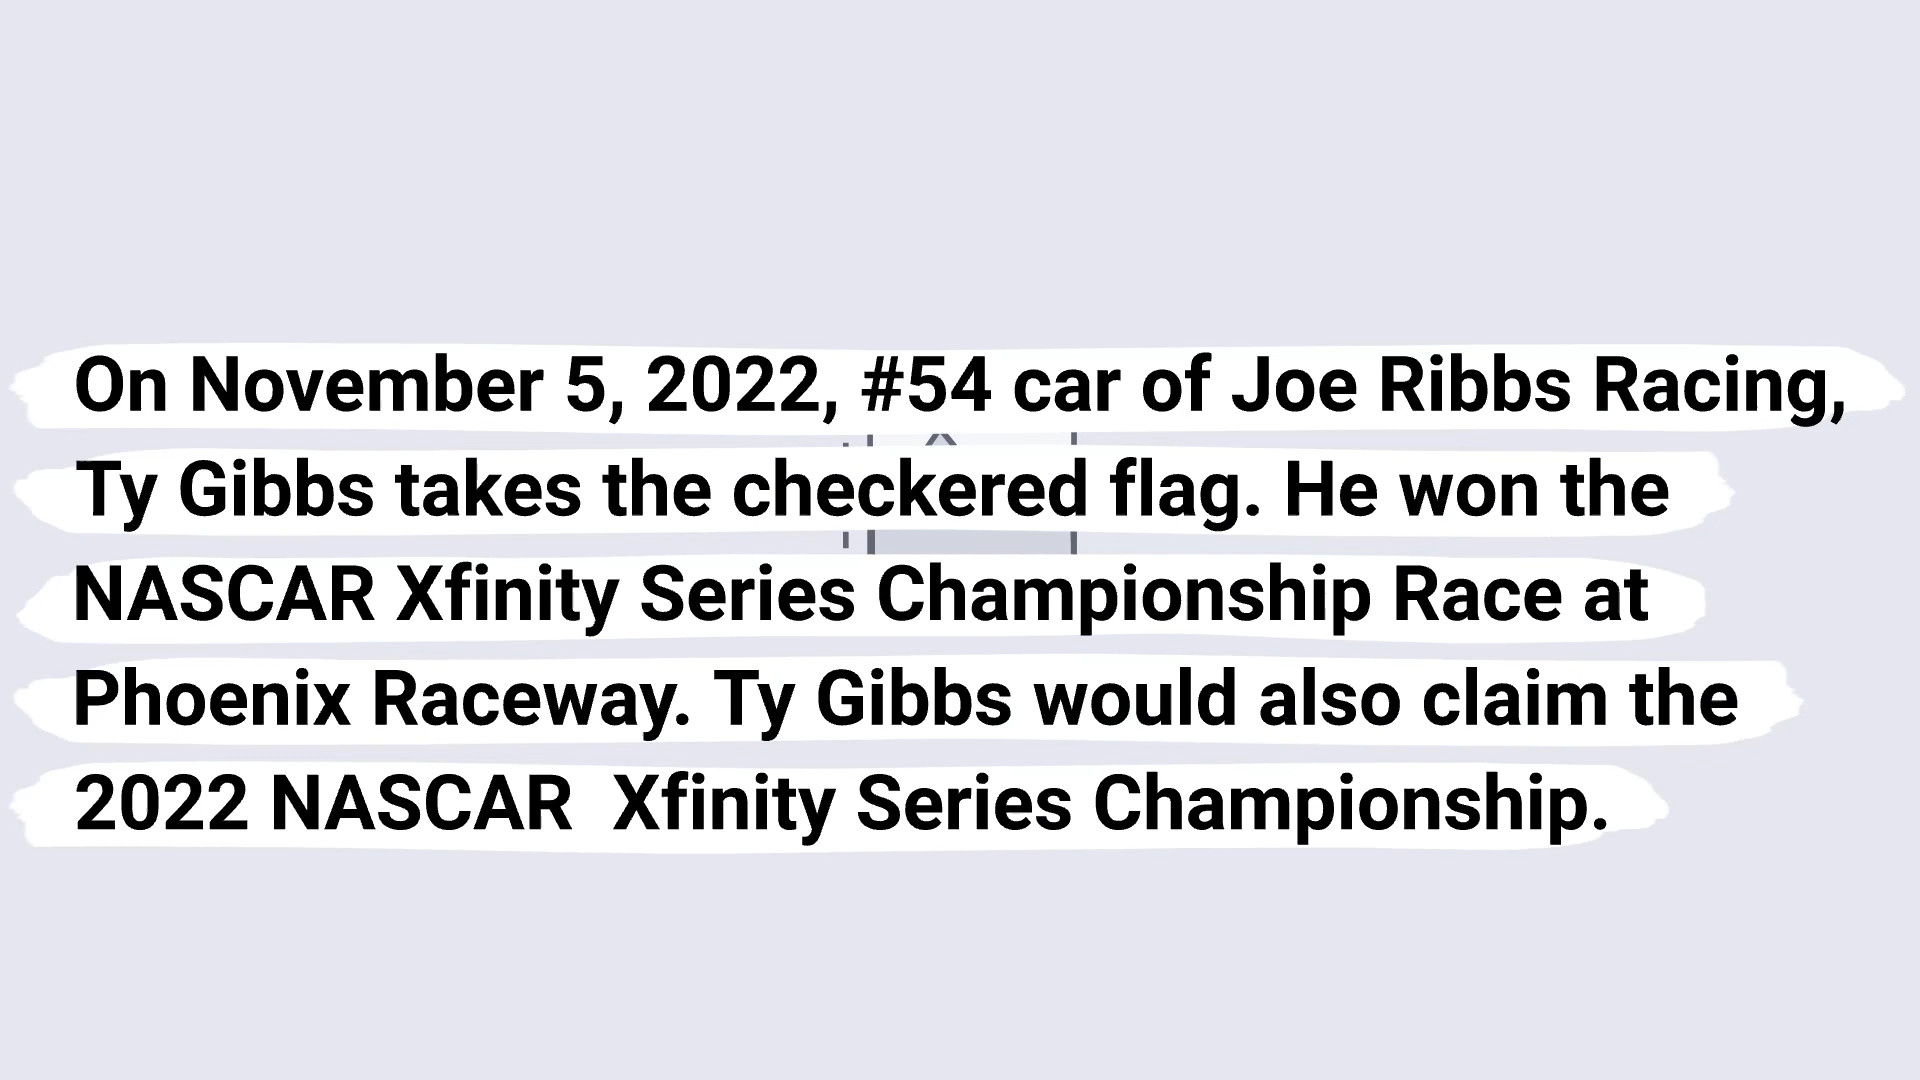 On November 5, 2022, #54 car of Joe Ribbs Racing,
Ty Gibbs takes the checkered flag. He won the
NASCAR Xfinity Series Championship Race at
Phoenix Raceway. Ty Gibbs would also claim the
2022 NASCAR  Xfinity Series Championship.